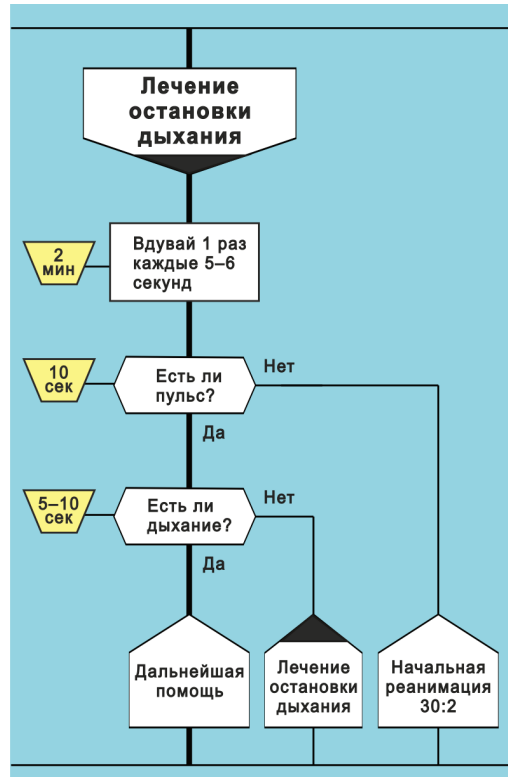 Лечение
остановки
дыхания
2
мин
Вдувай 1 раз
каждые 5–6
секунд
10
сек
Есть ли
пульс?
Нет
Да
5–10
сек
Есть ли
дыхание?
Нет
Да
Дальнейшая
помощь
Лечение
остановки
дыхания
Начальная
реанимация
30:2